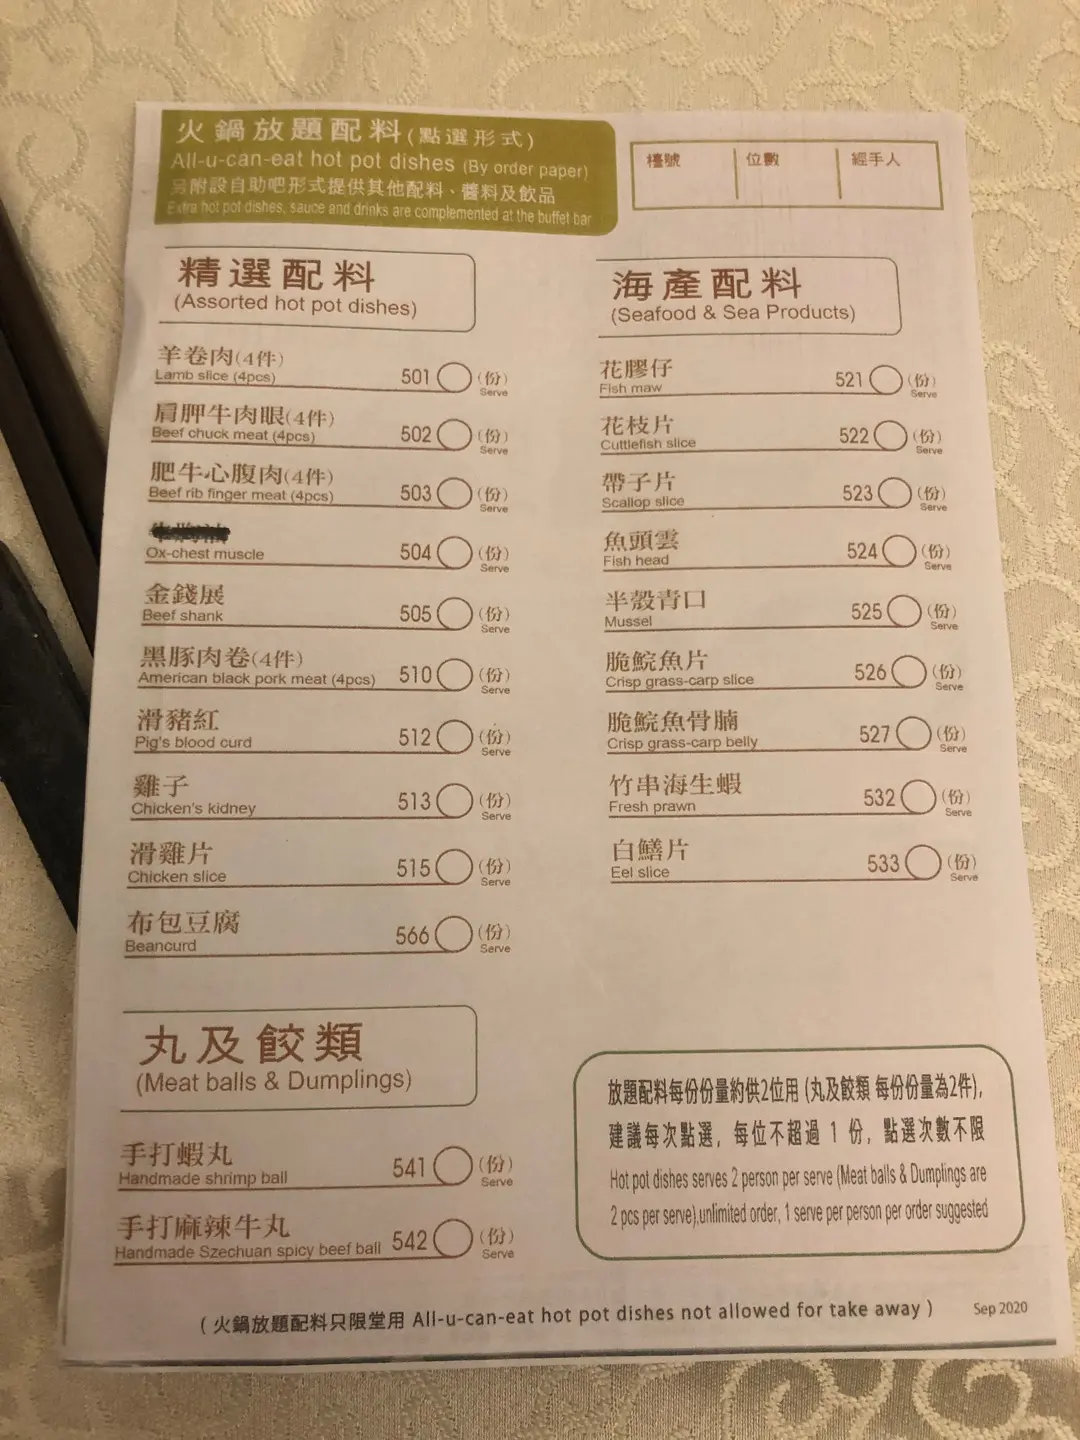 火鍋放題配料(點選形式)
All-u-can-eat hot pot dishes (By order paper)
另附設自助吧形式提供其他配料、醬料及飲品
Extra hot pot dishes, sauce and drinks are complemented at the buffet bar
檯號 位數 經手人
精選配料
(Assorted hot pot dishes)
羊卷肉(4件)
Lamb slice (4pcs) 501 (份) Serve
肩胛牛肉眼(4件)
Beef chuck meat (4pcs) 502 (份) Serve
肥牛心腹肉(4件)
Beef rib finger meat (4pcs) 503 (份) Serve
Ox-chest muscle 504 (份) Serve
金錢展
Beef shank 505 (份) Serve
黑豚肉卷(4件)
American black pork meat (4pcs) 510 (份) Serve
滑豬紅
Pig's blood curd 512 (份) Serve
雞子
Chicken's kidney 513 (份) Serve
滑雞片
Chicken slice 515 (份) Serve
布包豆腐
Beancurd 566 (份) Serve
海產配料
(Seafood & Sea Products)
花膠仔
Fish maw 521 (份) Serve
花枝片
Cuttlefish slice 522 (份) Serve
帶子片
Scallop slice 523 (份) Serve
魚頭雲
Fish head 524 (份) Serve
半殼青口
Mussel 525 (份) Serve
脆鯇魚片
Crisp grass-carp slice 526 (份) Serve
脆鯇魚骨腩
Crisp grass-carp belly 527 (份) Serve
竹串海生蝦
Fresh prawn 532 (份) Serve
白鱔片
Eel slice 533 (份) Serve
丸及餃類
(Meat balls & Dumplings)
手打蝦丸
Handmade shrimp ball 541 (份) Serve
手打麻辣牛丸
Handmade Szechuan spicy beef ball 542 (份) Serve
放題配料每份份量約供2位用 (丸及餃類 每份份量為2件),
建議每次點選, 每位不超過 1 份, 點選次數不限
Hot pot dishes serves 2 person per serve (Meat balls & Dumplings are
2 pcs per serve),unlimited order, 1 serve per person per order suggested
( 火鍋放題配料只限堂用 All-u-can-eat hot pot dishes not allowed for take away )
Sep 2020